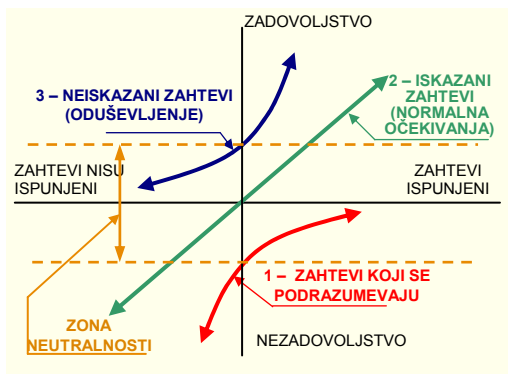 ZADOVOLJSTVO
3 – NEISKAZANI ZAHTEVI
(ODUŠEVLJENJE)
2 – ISKAZANI
ZAHTEVI
(NORMALNA
OČEKIVANJA)
ZAHTEVI NISU
ISPUNJENI
ZAHTEVI
ISPUNJENI
1 – ZAHTEVI KOJI SE
PODRAZUMEVAJU
ZONA
NEUTRALNOSTI
NEZADOVOLJSTVO